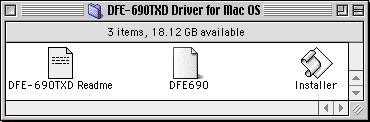 DFE-690TXD Driver for Mac OS
3 items, 18.12 GB available
DFE-690TXD Readme
DFE690
Installer